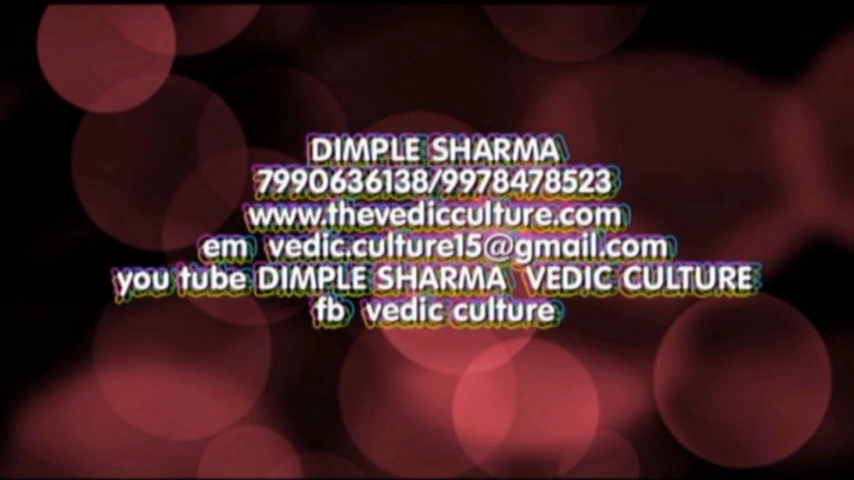 DIMPLE SHARMA
7990636138/9978478523
www.thevedicculture.com
em vedic.culture15@gmail.com
you tube DIMPLE SHARMA VEDIC CULTURE
fb vedic culture